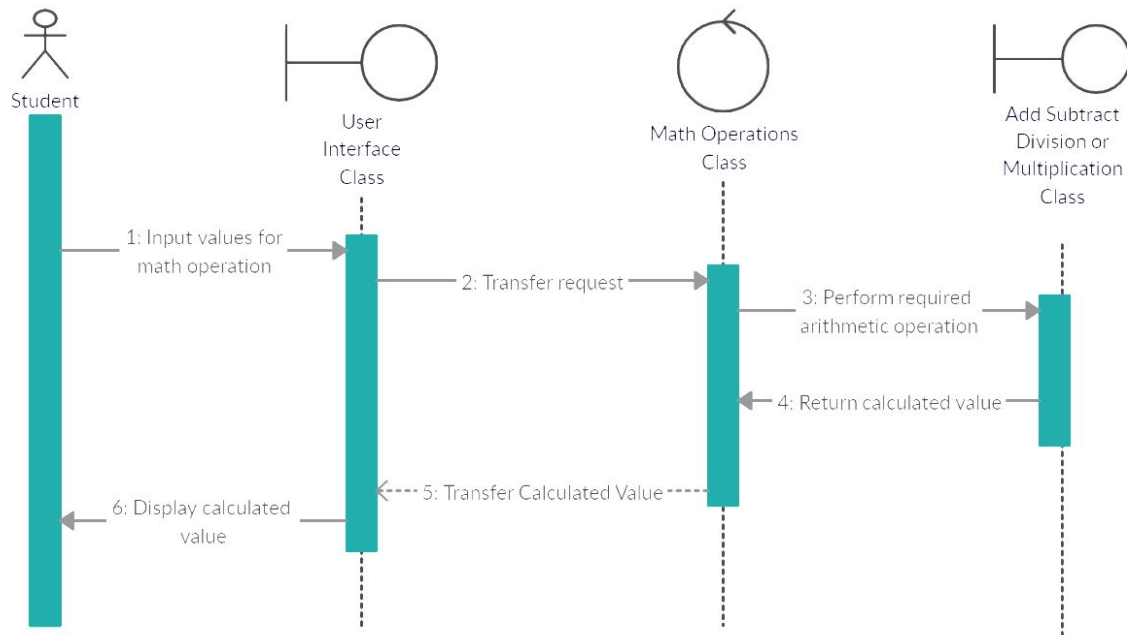 Student
User
Interface
Class
Math Operations
Class
Add Subtract
Division or
Multiplication
Class
1: Input values for
math operation
2: Transfer request
3: Perform required
arithmetic operation
4: Return calculated value
5: Transfer Calculated Value
6: Display calculated
value